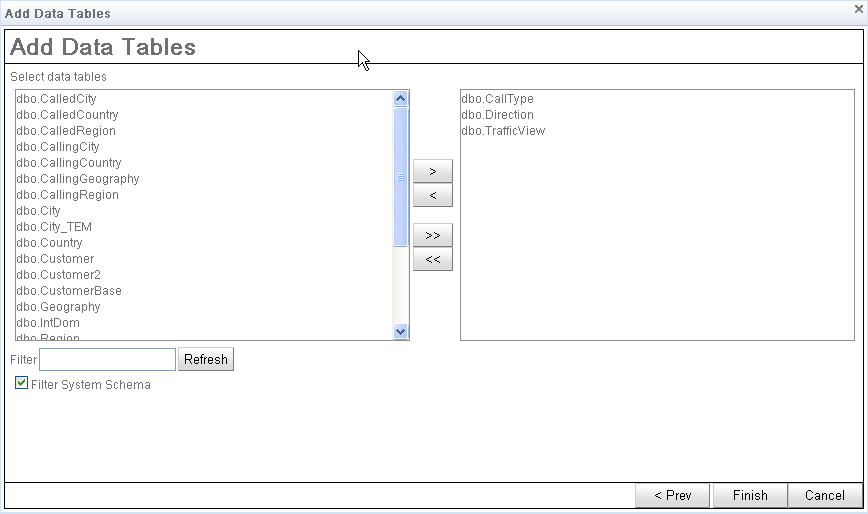 Add Data Tables
Add Data Tables
Select data tables
dbo.CalledCity
dbo.CalledCountry
dbo.CalledRegion
dbo.CallingCity
dbo.CallingCountry
dbo.CallingGeography
dbo.CallingRegion
dbo.City
dbo.City_TEM
dbo.Country
dbo.Customer
dbo.Customer2
dbo.CustomerBase
dbo.Geography
dbo.IntDom
dbo.Region
>
<
>>
<<
dbo.CallType
dbo.Direction
dbo.TrafficView
Filter Refresh
Filter System Schema
< Prev Finish Cancel